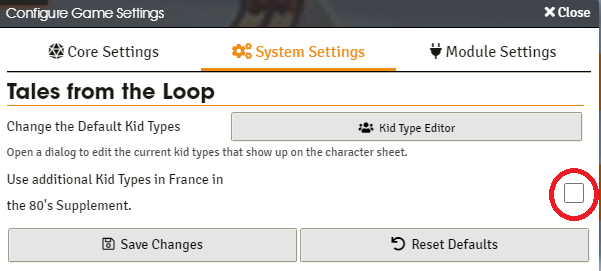 Configure Game Settings
Close
Core Settings
System Settings
Module Settings
Tales from the Loop
Change the Default Kid Types
Kid Type Editor
Open a dialog to edit the current kid types that show up on the character sheet.
Use additional Kid Types in France in
the 80's Supplement.
Save Changes
Reset Defaults